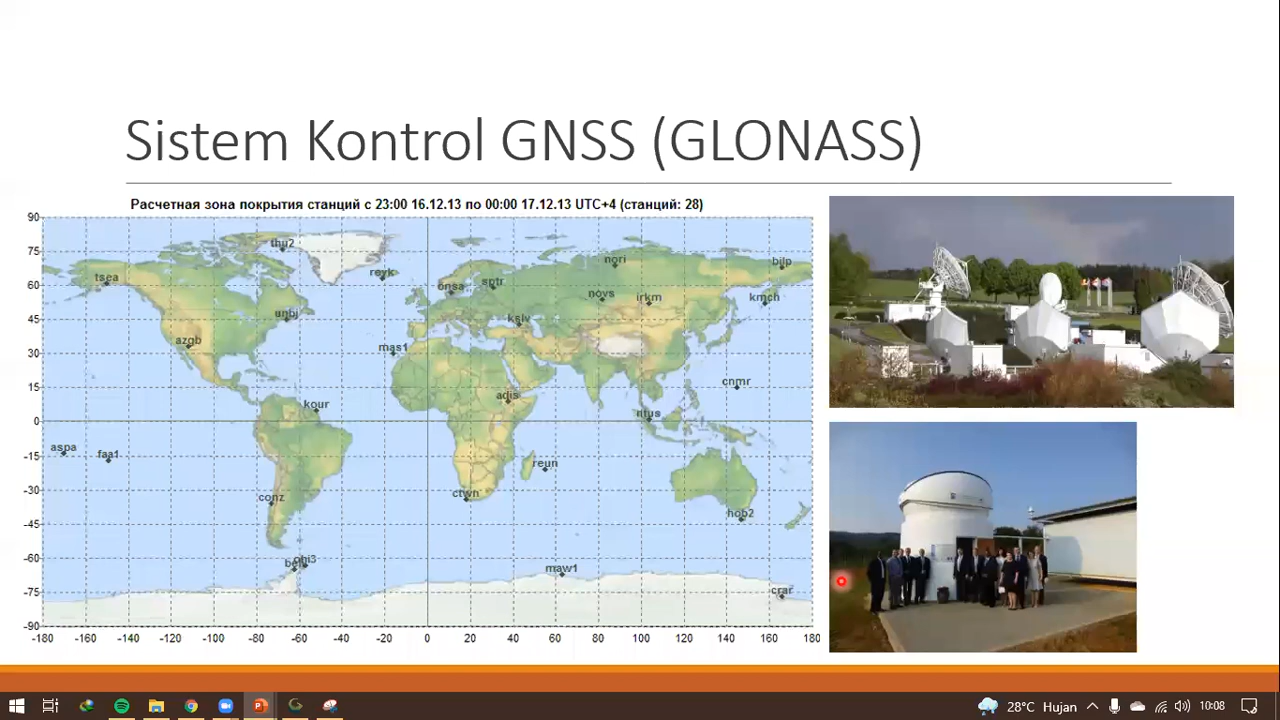 Sistem Kontrol GNSS (GLONASS)
Расчетная зона покрытия станций с 23:00 16.12.13 по 00:00 17.12.13 UTC+4 (станций: 28)
90
75
60
45
30
15
0
-15
-30
-45
-60
-75
-90
thu2
nori
bilp
tsea
reyk
onsa
sptr
novs
irkm
kmch
unbj
kslv
azgb
mas1
cnmr
adis
kour
ntus
aspa
faa1
reun
conz
ctwn
hob2
ohi3
maw1
crar
-180 -160 -140 -120 -100 -80 -60 -40 -20 0 20 40 60 80 100 120 140 160 180
28°C Hujan 10:08